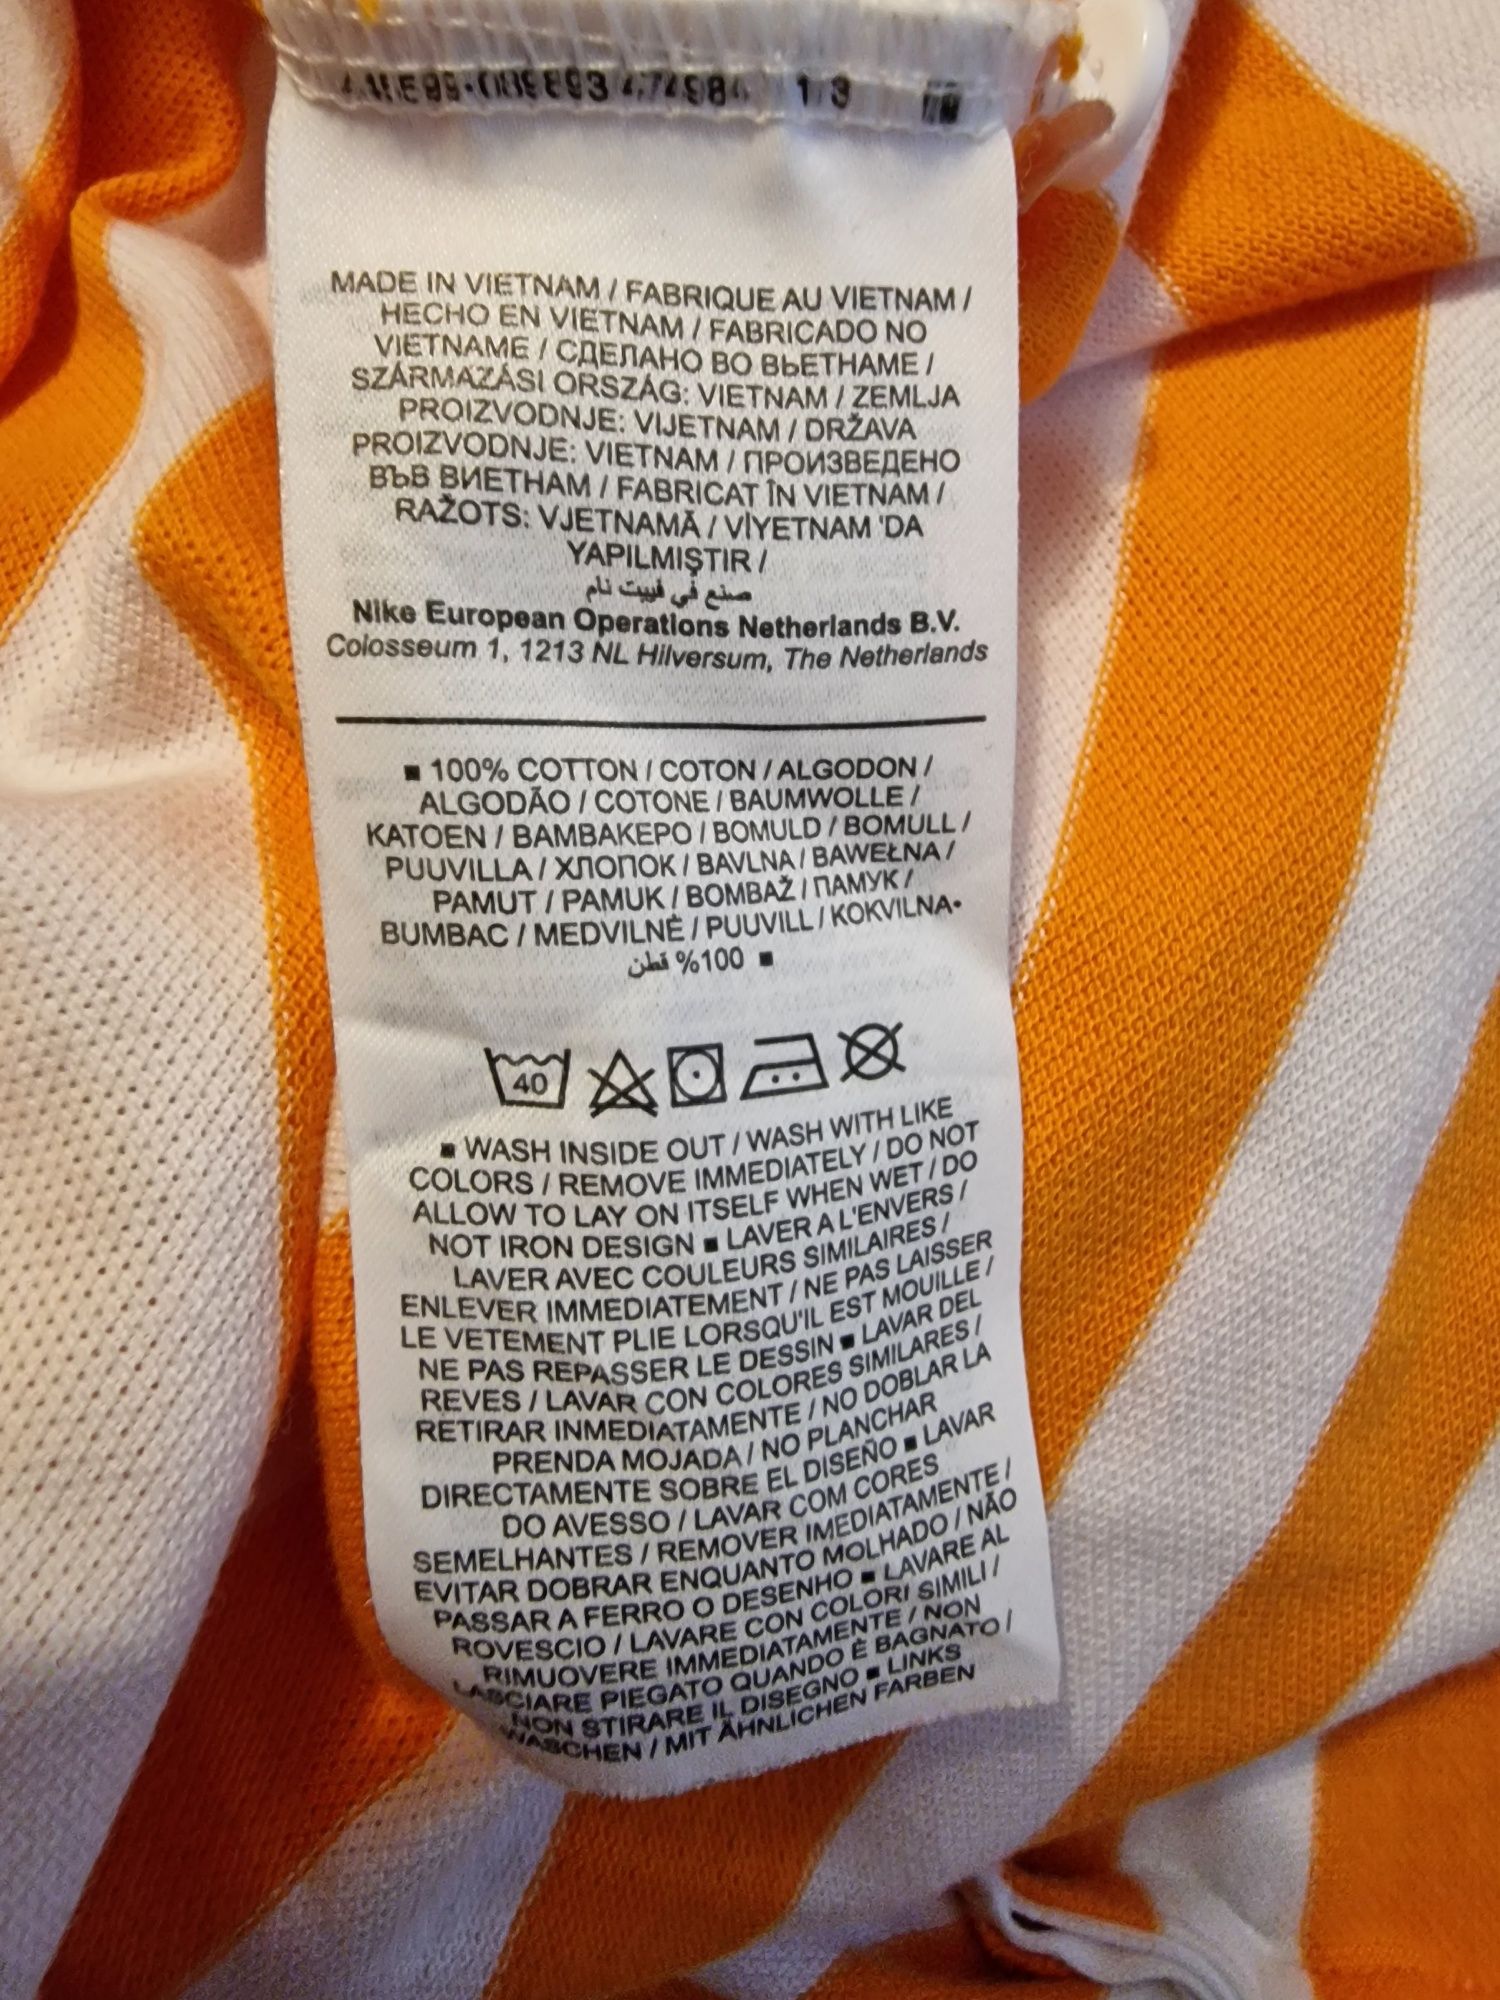 1/3
MADE IN VIETNAM / FABRIQUE AU VIETNAM /
HECHO EN VIETNAM / FABRICADO NO
VIETNAME / СДЕЛАНО ВО ВЬЕТНАМЕ /
SZÁRMAZÁSI ORSZÁG: VIETNAM / ZEMLJA
PROIZVODNJE: VIJETNAM / DRŽAVA
PROIZVODNJE: VIETNAM / ПРОИЗВЕДЕНО
ВЪВ ВИЕТНАМ / FABRICAT ÎN VIETNAM /
RAŽOTS: VJETNAMĀ / VİYETNAM 'DA
YAPILMIŞTIR /
صنع في فييت نام
Nike European Operations Netherlands B.V.
Colosseum 1, 1213 NL Hilversum, The Netherlands
■ 100% COTTON / COTON / ALGODON /
ALGODÃO / COTONE / BAUMWOLLE /
KATOEN / ΒΑΜΒΑΚΕΡΟ / BOMULD / BOMULL /
PUUVILLA / ХЛОПОК / BAVLNA / BAWEŁNA /
PAMUT / PAMUK / BOMBAŽ / ПАМУК /
BUMBAC / MEDVILNĖ / PUUVILL / KOKVILNA•
■ 100% قطن
40
■ WASH INSIDE OUT / WASH WITH LIKE
COLORS / REMOVE IMMEDIATELY / DO NOT
ALLOW TO LAY ON ITSELF WHEN WET / DO
NOT IRON DESIGN ■ LAVER A L'ENVERS /
LAVER AVEC COULEURS SIMILAIRES /
ENLEVER IMMEDIATEMENT / NE PAS LAISSER
LE VETEMENT PLIE LORSQU'IL EST MOUILLE /
NE PAS REPASSER LE DESSIN ■ LAVAR DEL
REVES / LAVAR CON COLORES SIMILARES /
RETIRAR INMEDIATAMENTE / NO DOBLAR LA
PRENDA MOJADA / NO PLANCHAR
DIRECTAMENTE SOBRE EL DISEÑO ■ LAVAR
DO AVESSO / LAVAR COM CORES
SEMELHANTES / REMOVER IMEDIATAMENTE /
EVITAR DOBRAR ENQUANTO MOLHADO / NÃO
PASSAR A FERRO O DESENHO ■ LAVARE AL
ROVESCIO / LAVARE CON COLORI SIMILI /
RIMUOVERE IMMEDIATAMENTE / NON
LASCIARE PIEGATO QUANDO È BAGNATO /
NON STIRARE IL DISEGNO ■ LINKS
WASCHEN / MIT ÄHNLICHEN FARBEN